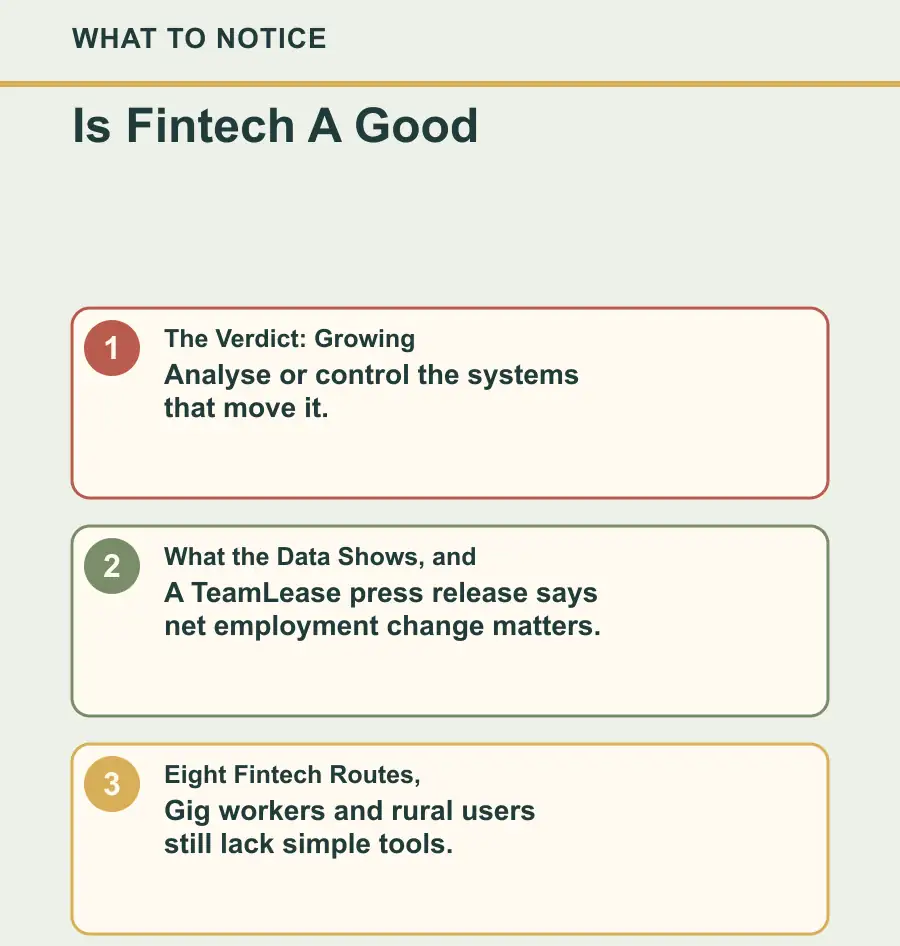 WHAT TO NOTICE
Is Fintech A Good
1
The Verdict: Growing
Analyse or control the systems
that move it.
2
What the Data Shows, and
A TeamLease press release says
net employment change matters.
3
Eight Fintech Routes,
Gig workers and rural users
still lack simple tools.